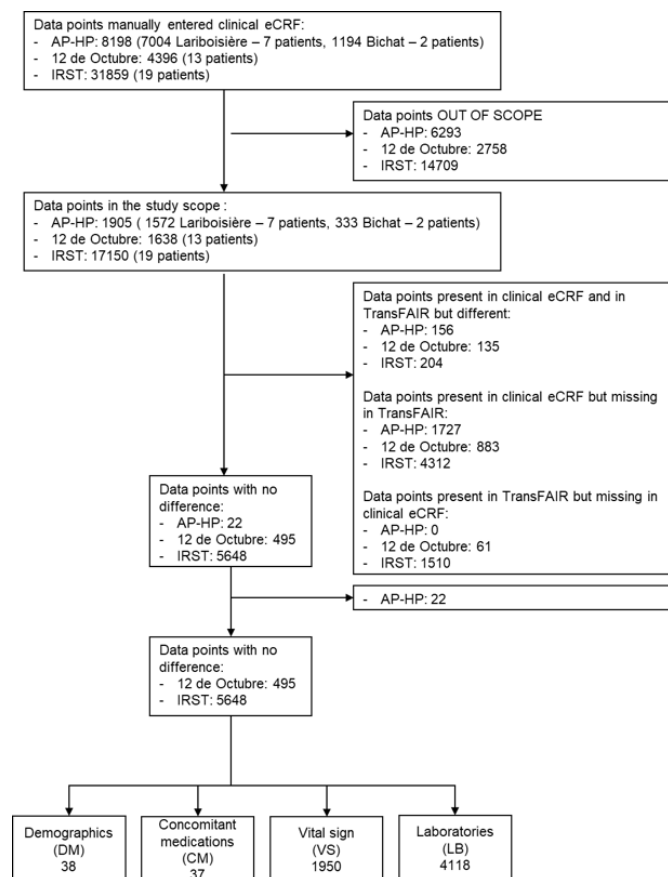 Data points manually entered clinical eCRF:
- AP-HP: 8198 (7004 Lariboisière – 7 patients, 1194 Bichat – 2 patients)
- 12 de Octubre: 4396 (13 patients)
- IRST: 31859 (19 patients)
Data points OUT OF SCOPE
- AP-HP: 6293
- 12 de Octubre: 2758
- IRST: 14709
Data points in the study scope :
- AP-HP: 1905 ( 1572 Lariboisière – 7 patients, 333 Bichat – 2 patients)
- 12 de Octubre: 1638 (13 patients)
- IRST: 17150 (19 patients)
Data points present in clinical eCRF and in
TransFAIR but different:
- AP-HP: 156
- 12 de Octubre: 135
- IRST: 204
Data points present in clinical eCRF but missing
in TransFAIR:
- AP-HP: 1727
- 12 de Octubre: 883
- IRST: 4312
Data points present in TransFAIR but missing in
clinical eCRF:
- AP-HP: 0
- 12 de Octubre: 61
- IRST: 1510
Data points with no
difference:
- AP-HP: 22
- 12 de Octubre: 495
- IRST: 5648
- AP-HP: 22
Data points with no
difference:
- 12 de Octubre: 495
- IRST: 5648
Demographics
(DM)
38
Concomitant
medications
(CM)
37
Vital sign
(VS)
1950
Laboratories
(LB)
4118